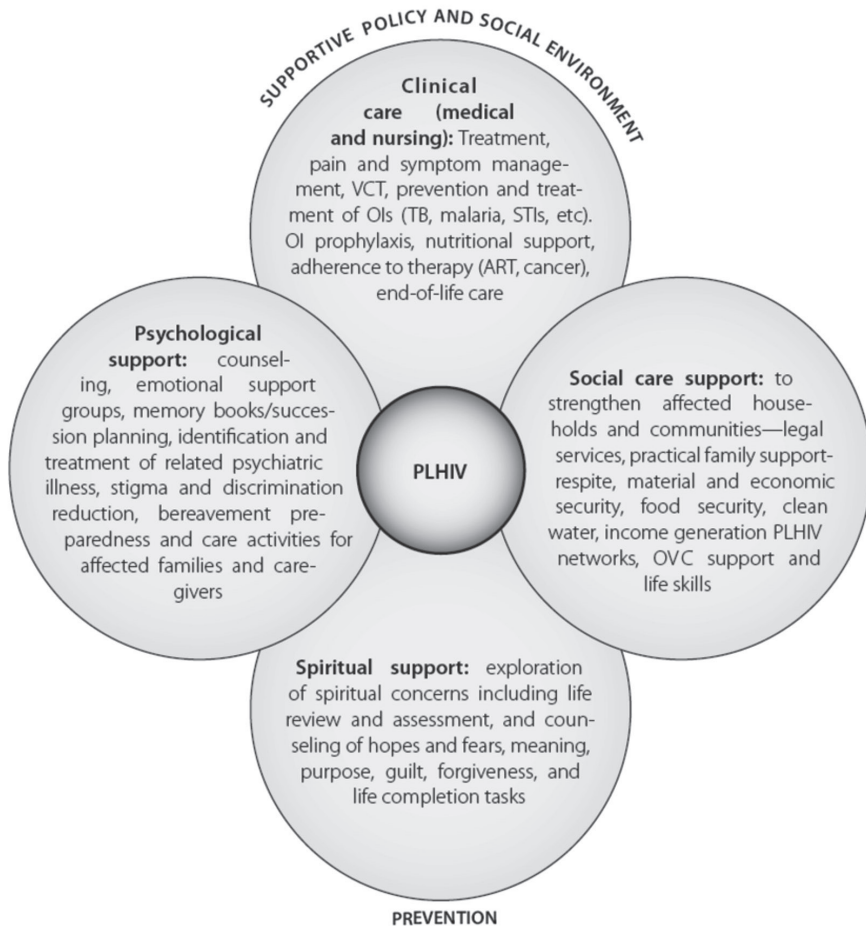 SUPPORTIVE POLICY AND SOCIAL ENVIRONMENT
Clinical
care (medical
and nursing): Treatment,
pain and symptom manage-
ment, VCT, prevention and treat-
ment of OIs (TB, malaria, STIs, etc).
OI prophylaxis, nutritional support,
adherence to therapy (ART, cancer),
end-of-life care
Psychological
support: counsel-
ing, emotional support
groups, memory books/succes-
sion planning, identification and
treatment of related psychiatric
illness, stigma and discrimination
reduction, bereavement pre-
paredness and care activities for
affected families and care-
givers
PLHIV
Social care support: to
strengthen affected house-
holds and communities—legal
services, practical family support-
respite, material and economic
security, food security, clean
water, income generation PLHIV
networks, OVC support and
life skills
Spiritual support: exploration
of spiritual concerns including life
review and assessment, and coun-
seling of hopes and fears, meaning,
purpose, guilt, forgiveness, and
life completion tasks
PREVENTION